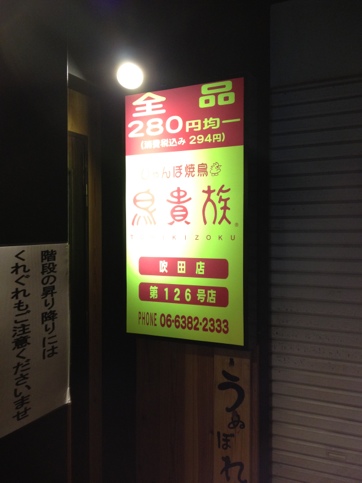 全品
280円均一
(消費税込み 294円)
じゃんぼ焼鳥
鳥貴族
TORIKIZOKU
吹田店
第126号店
PHONE 06-6382-2333
うぬぼれ
階段の昇り降りには
くれぐれもご注意くださいませ